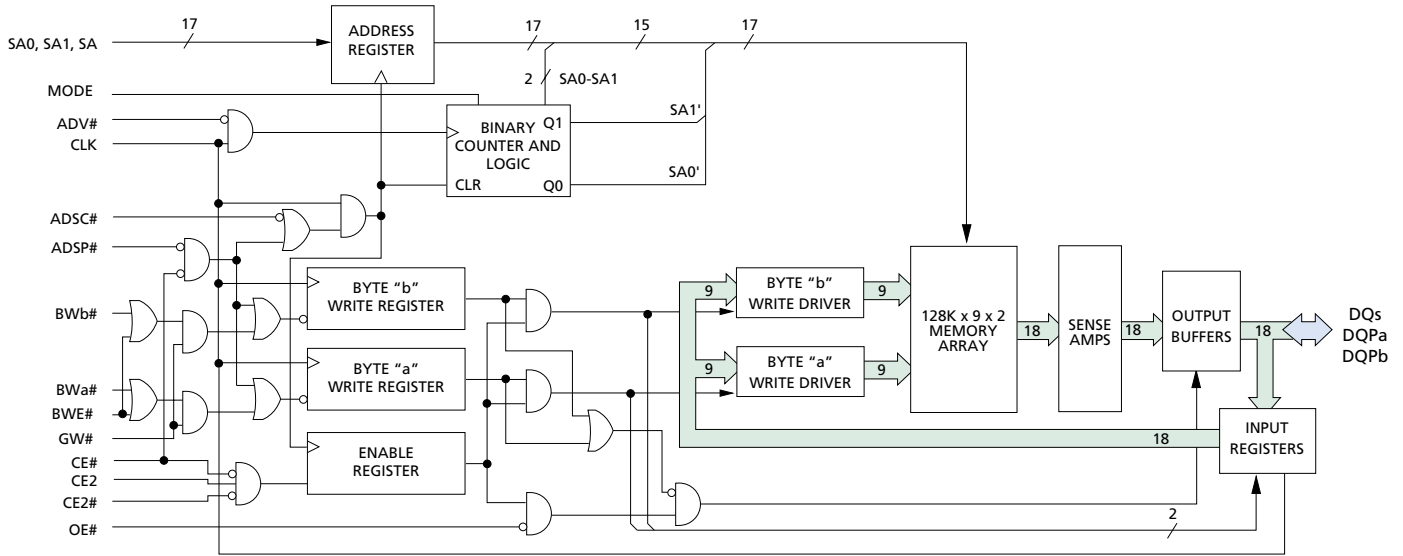 17
SA0, SA1, SA
ADDRESS
REGISTER
17
15
17
2
SA0-SA1
MODE
ADV#
CLK
BINARY
COUNTER AND
LOGIC
Q1
CLR
Q0
SA1'
SA0'
ADSC#
ADSP#
BWb#
BWa#
BWE#
GW#
CE#
CE2
CE2#
OE#
BYTE “b”
WRITE REGISTER
BYTE “a”
WRITE REGISTER
ENABLE
REGISTER
9
BYTE “b”
WRITE DRIVER
9
9
BYTE “a”
WRITE DRIVER
9
128K x 9 x 2
MEMORY
ARRAY
18
SENSE
AMPS
18
OUTPUT
BUFFERS
18
DQs
DQPa
DQPb
18
INPUT
REGISTERS
2